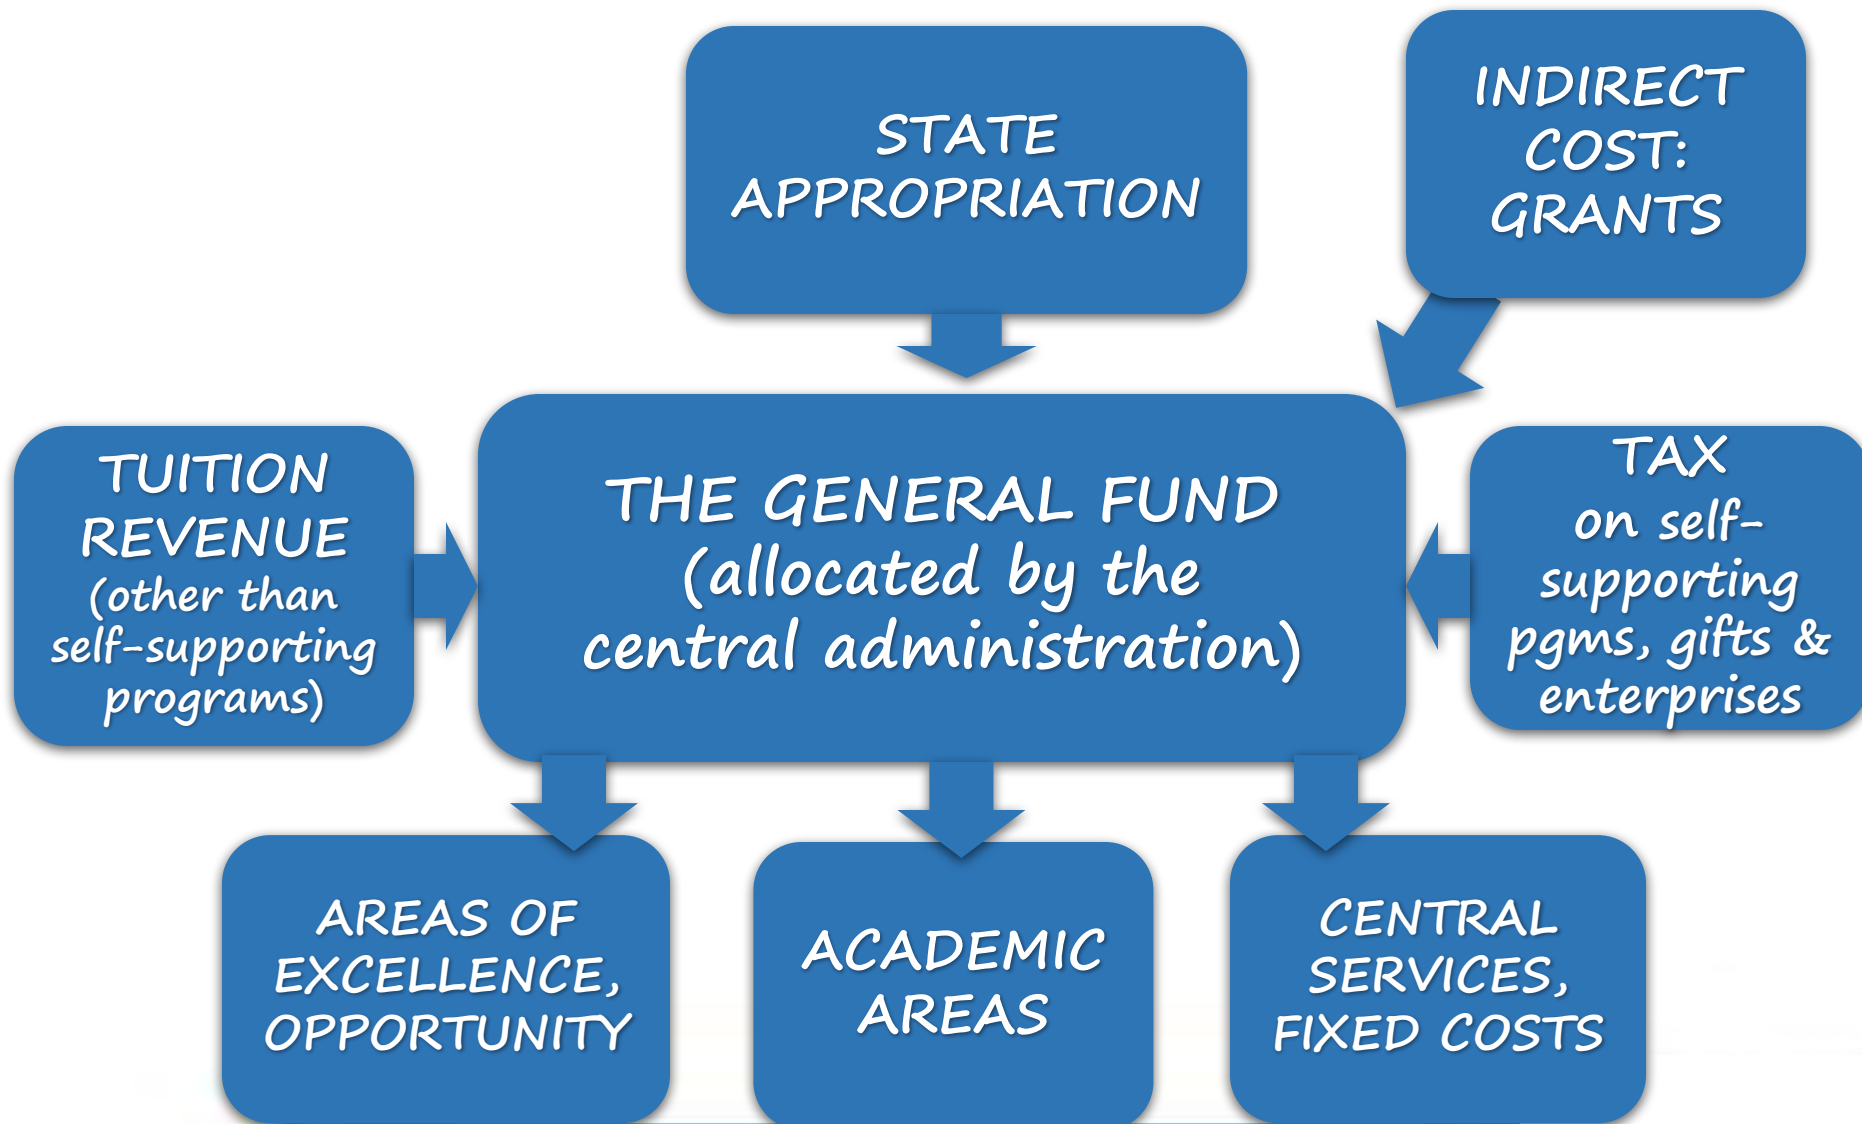 STATE
APPROPRIATION
INDIRECT
COST:
GRANTS
TUITION
REVENUE
(other than
self-supporting
programs)
THE GENERAL FUND
(allocated by the
central administration)
TAX
on self-
supporting
pgms, gifts &
enterprises
AREAS OF
EXCELLENCE,
OPPORTUNITY
ACADEMIC
AREAS
CENTRAL
SERVICES,
FIXED COSTS